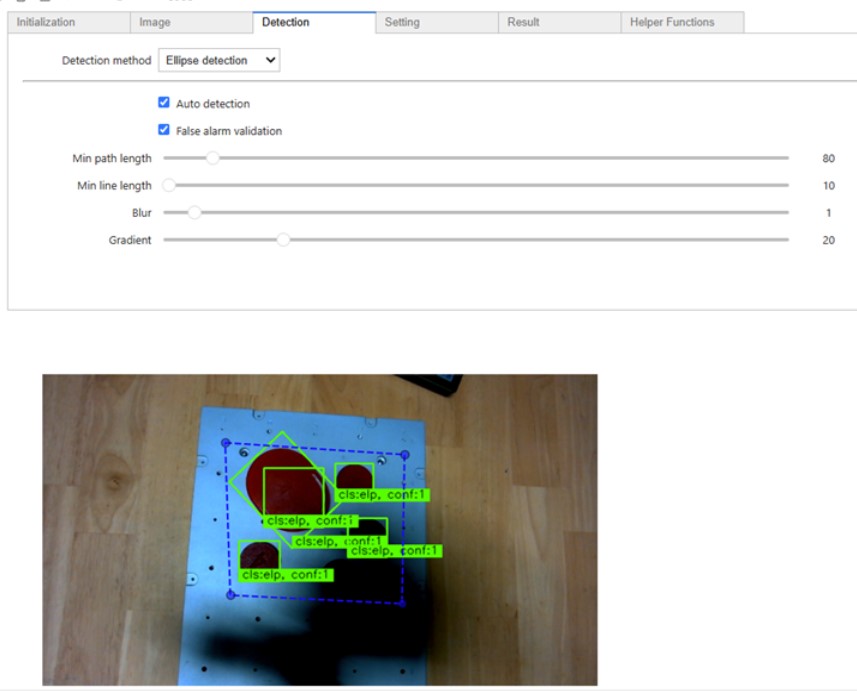 Initialization Image Detection Setting Result Helper Functions
Detection method Ellipse detection
Auto detection
False alarm validation
Min path length 80
Min line length 10
Blur 1
Gradient 20
cls:elp, conf:1
cls:elp, conf:1
cls:elp, conf:1
cls:elp, conf:1
cls:elp, conf:1